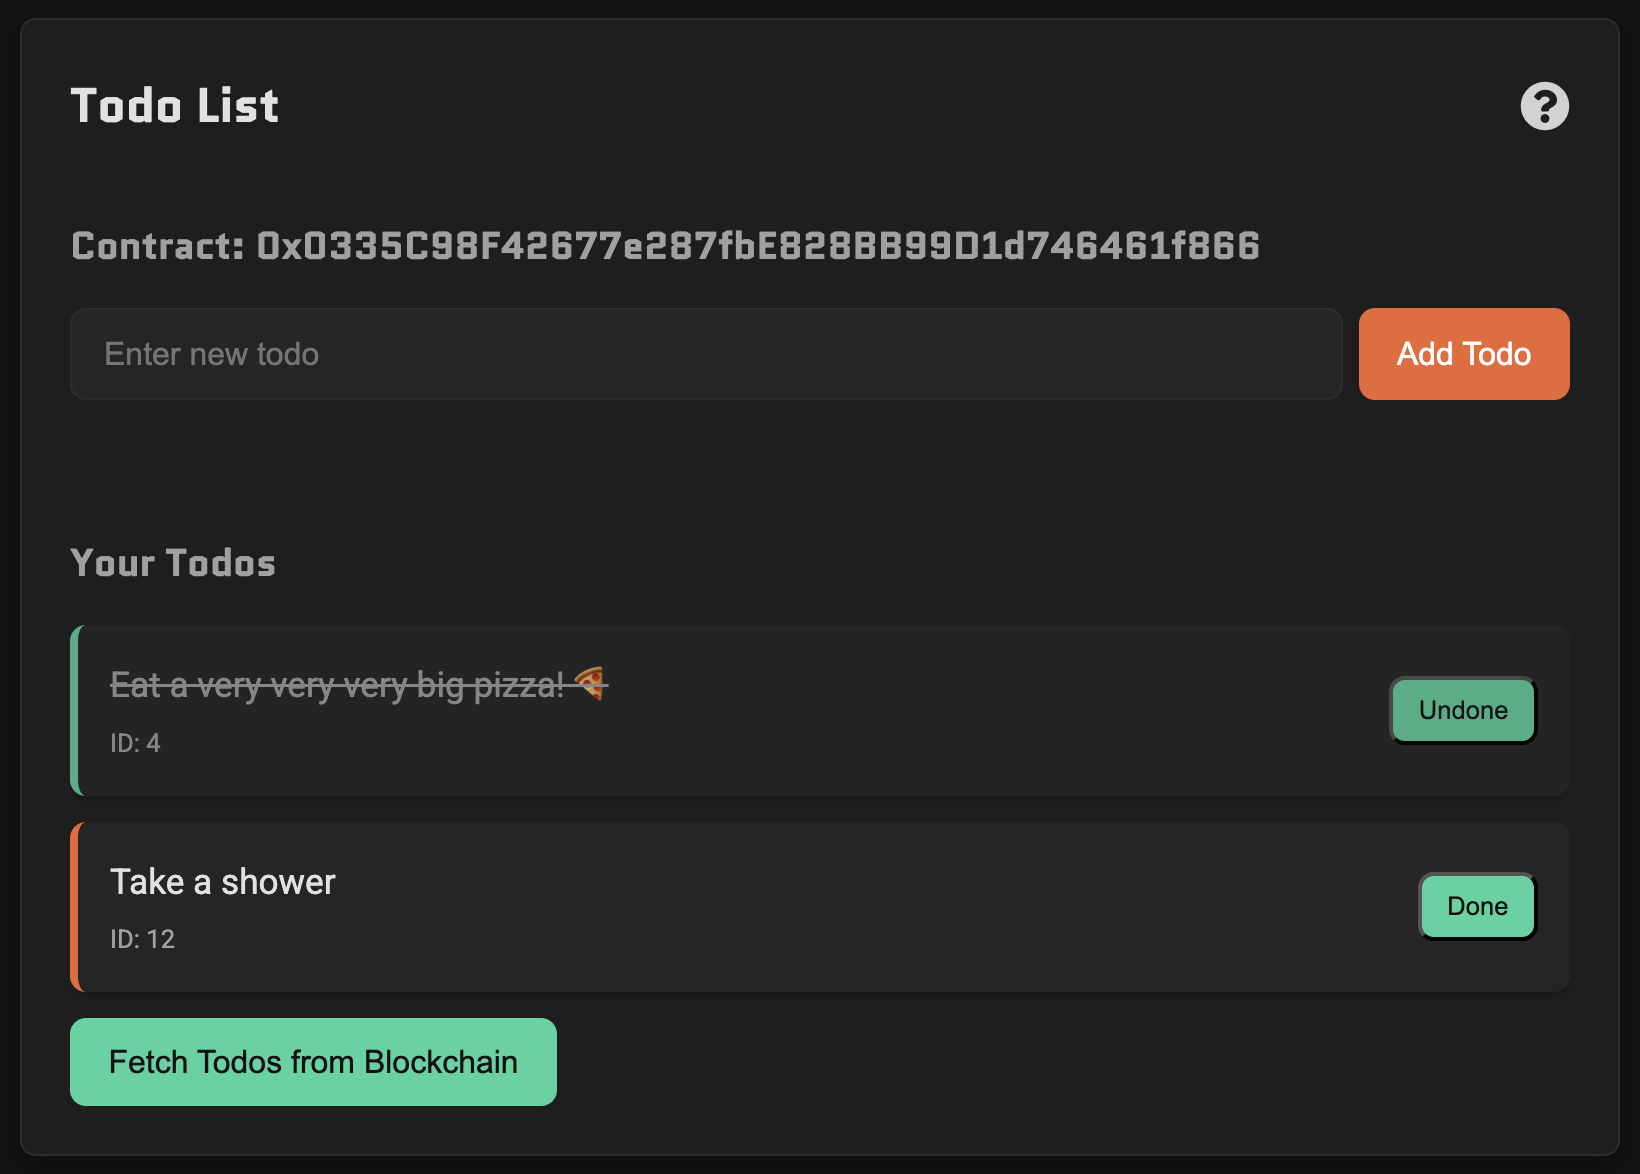 Todo List
Contract: 0x0335C98F42677e287fbE828BB99D1d746461f866
Enter new todo
Add Todo
Your Todos
Eat a very very very big pizza! 🍕
ID: 4
Undone
Take a shower
ID: 12
Done
Fetch Todos from Blockchain